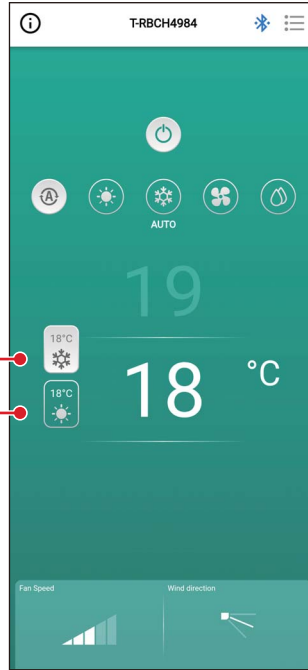 T-RBCH4984
A
AUTO
19
18°C
18 °C
18°C
Fan Speed
Wind direction